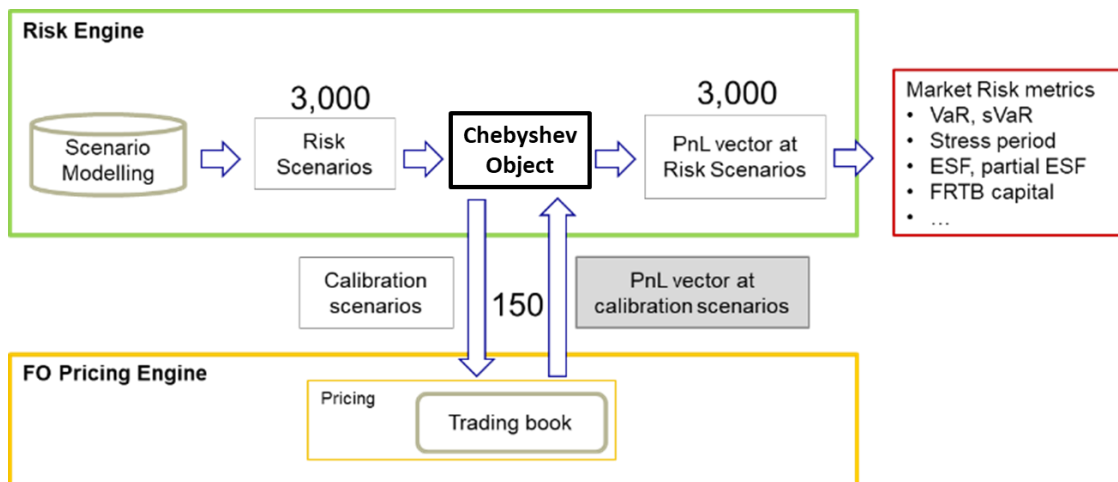 Risk Engine
3,000
3,000
Scenario
Modelling
Risk
Scenarios
Chebyshev
Object
PnL vector at
Risk Scenarios
Market Risk metrics
• VaR, sVaR
• Stress period
• ESF, partial ESF
• FRTB capital
• …
Calibration
scenarios
150
PnL vector at
calibration scenarios
FO Pricing Engine
Pricing
Trading book